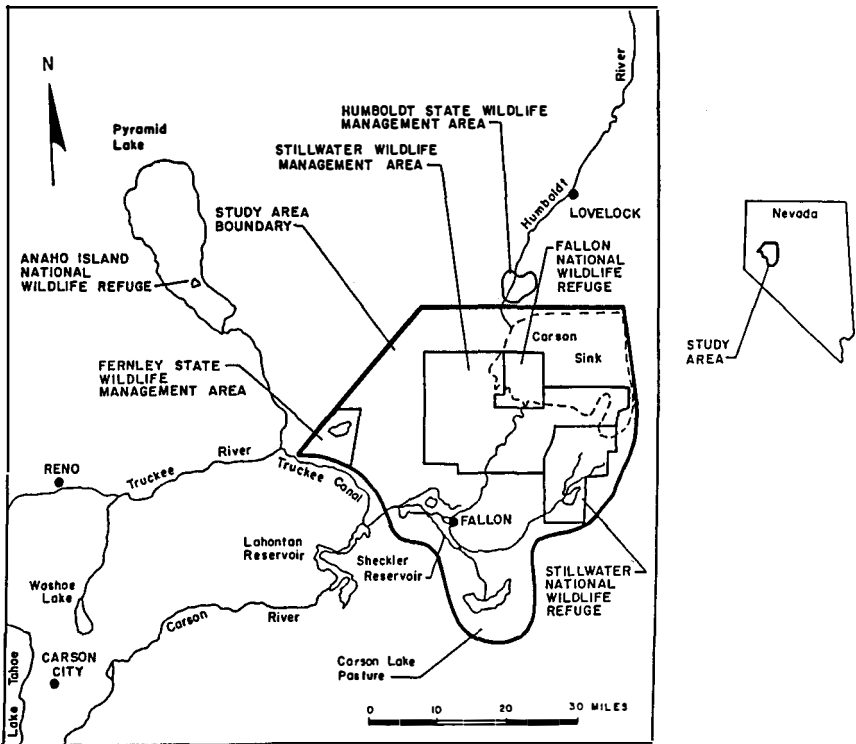 N
Pyramid
Lake
HUMBOLDT STATE WILDLIFE
MANAGEMENT AREA
STILLWATER WILDLIFE
MANAGEMENT AREA
River
Humboldt
LOVELOCK
STUDY AREA
BOUNDARY
ANAHO ISLAND
NATIONAL
WILDLIFE REFUGE
FALLON
NATIONAL
WILDLIFE
REFUGE
Nevada
STUDY
AREA
Carson
Sink
FERNLEY STATE
WILDLIFE
MANAGEMENT AREA
RENO
Truckee
River
Truckee Canal
FALLON
Lahontan
Reservoir
Sheckler
Reservoir
STILLWATER
NATIONAL
WILDLIFE
REFUGE
Washoe
Lake
Carson
River
CARSON
CITY
Lake Tahoe
Carson Lake
Pasture
0 10 20 30 MILES